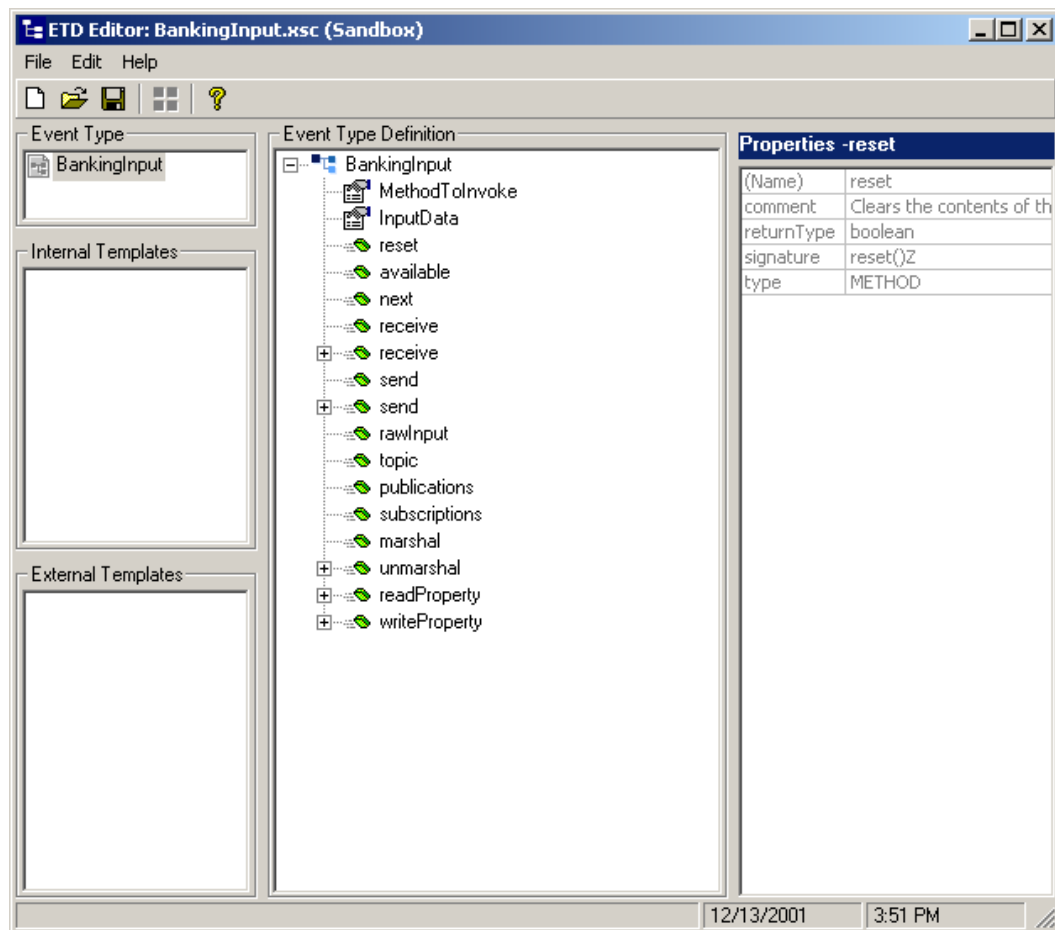 ETD Editor: BankingInput.xsc (Sandbox)
File Edit Help
Event Type
BankingInput
Internal Templates
External Templates
Event Type Definition
BankingInput
MethodToInvoke
InputData
reset
available
next
receive
receive
send
send
rawInput
topic
publications
subscriptions
marshal
unmarshal
readProperty
writeProperty
Properties -reset
(Name) reset
comment Clears the contents of th
returnType boolean
signature reset()Z
type METHOD
12/13/2001 3:51 PM